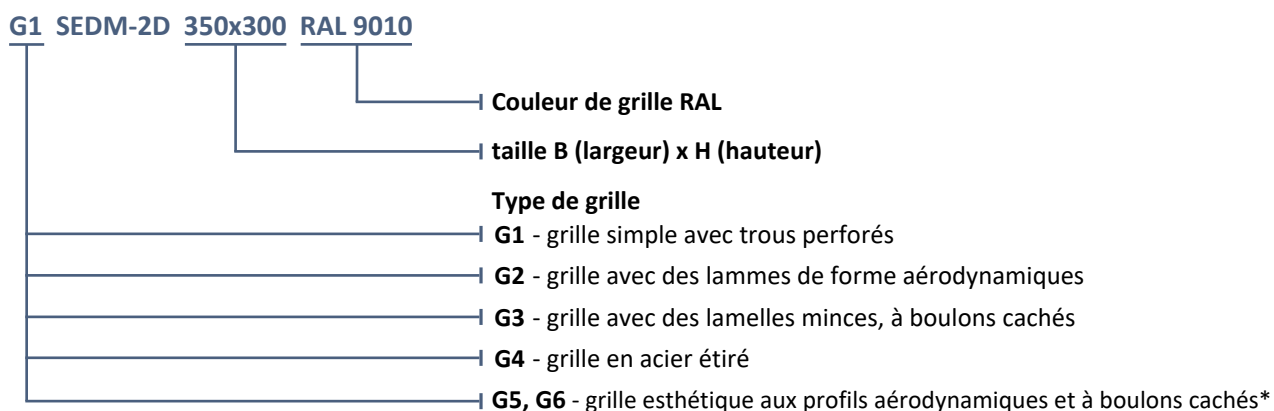 G1 SEDM-2D 350x300 RAL 9010
Couleur de grille RAL
taille B (largeur) x H (hauteur)
Type de grille
G1 - grille simple avec trous perforés
G2 - grille avec des lammes de forme aérodynamiques
G3 - grille avec des lamelles minces, à boulons cachés
G4 - grille en acier étiré
G5, G6 - grille esthétique aux profils aérodynamiques et à boulons cachés*